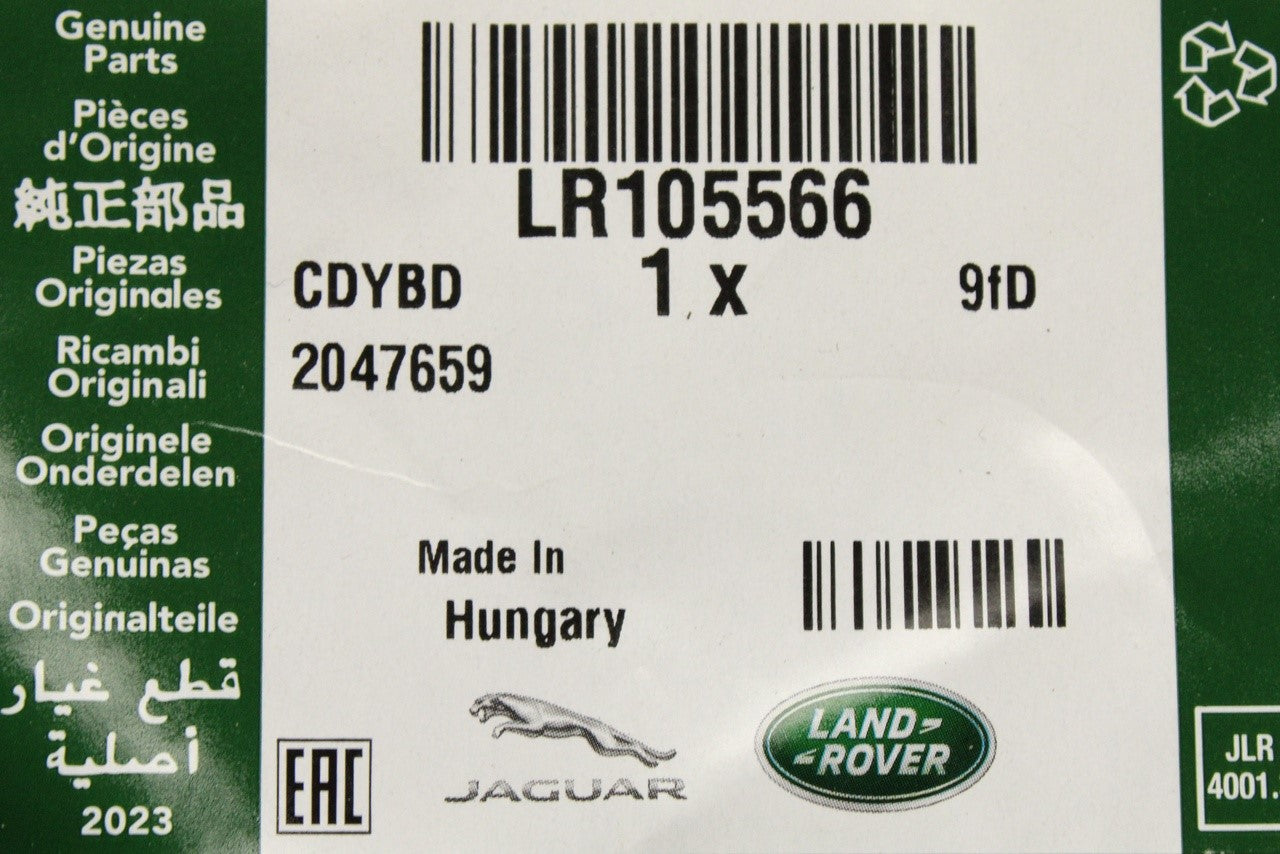 Genuine
Parts
Pièces
d'Origine
純正部品
Piezas
Originales
Ricambi
Originali
Originele
Onderdelen
Peças
Genuinas
Originalteile
قطع غيار
أصلية
2023
LR105566
CDYBD
1 x
9fD
2047659
Made In
Hungary
EAC
JAGUAR
LAND
ROVER
JLR
4001.